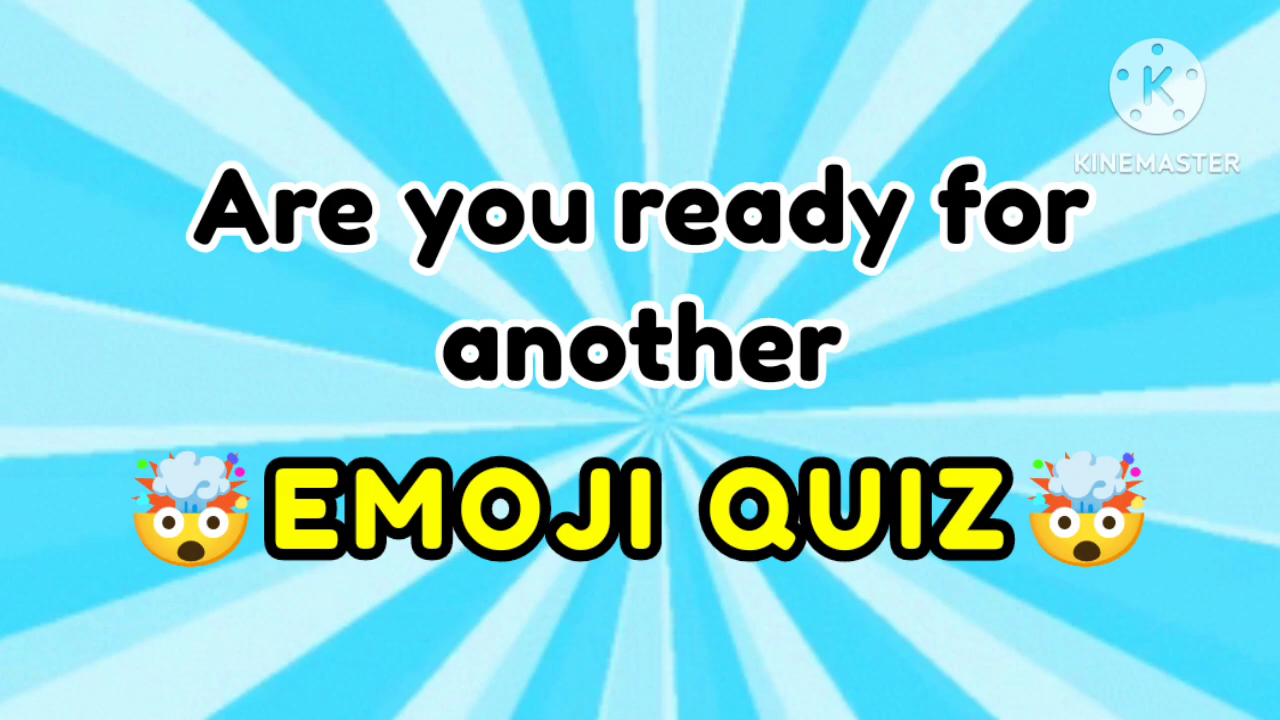 K
KINEMASTER
Are you ready for
another
🤯EMOJI QUIZ🤯